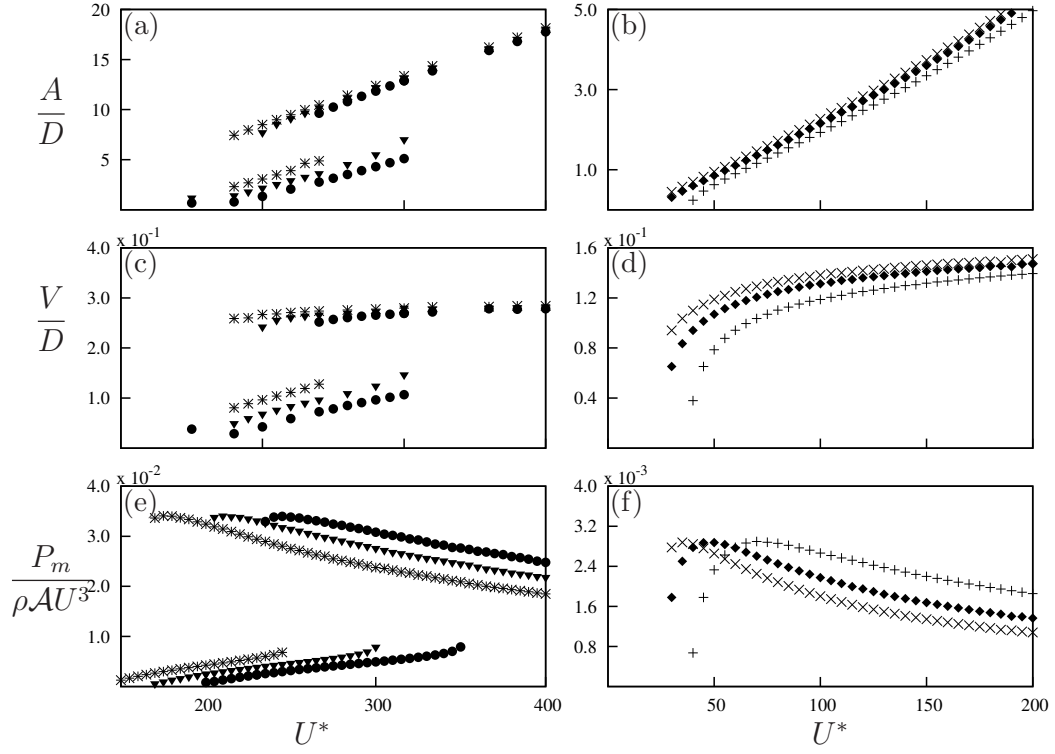 20
15
10
5
(a)
A
D
5.0
3.0
1.0
(b)
x 10⁻¹
4.0
3.0
2.0
1.0
(c)
V
D
x 10⁻¹
1.6
1.2
0.8
0.4
(d)
x 10⁻²
4.0
3.0
2.0
1.0
(e)
Pₘ
ρ𝒜U³
200
300
400
U*
x 10⁻³
4.0
3.2
2.4
1.6
0.8
(f)
50
100
150
200
U*